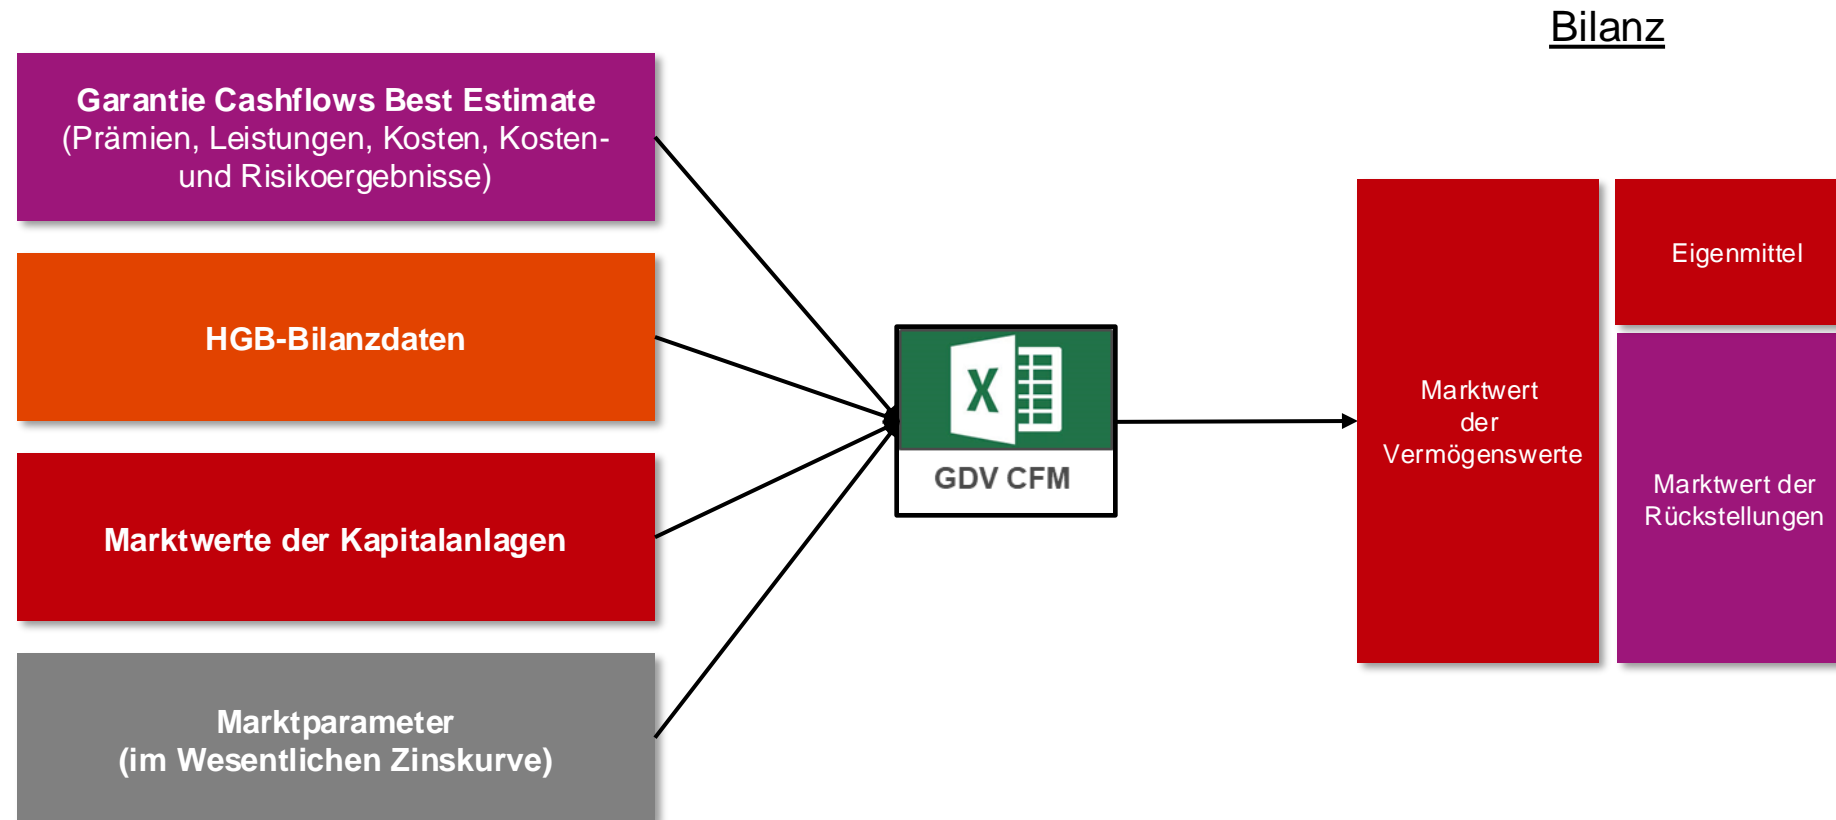 Bilanz
Garantie Cashflows Best Estimate
(Prämien, Leistungen, Kosten, Kosten-
und Risikoergebnisse)
HGB-Bilanzdaten
Marktwerte der Kapitalanlagen
Marktparameter
(im Wesentlichen Zinskurve)
X
GDV CFM
Marktwert
der
Vermögenswerte
Eigenmittel
Marktwert der
Rückstellungen